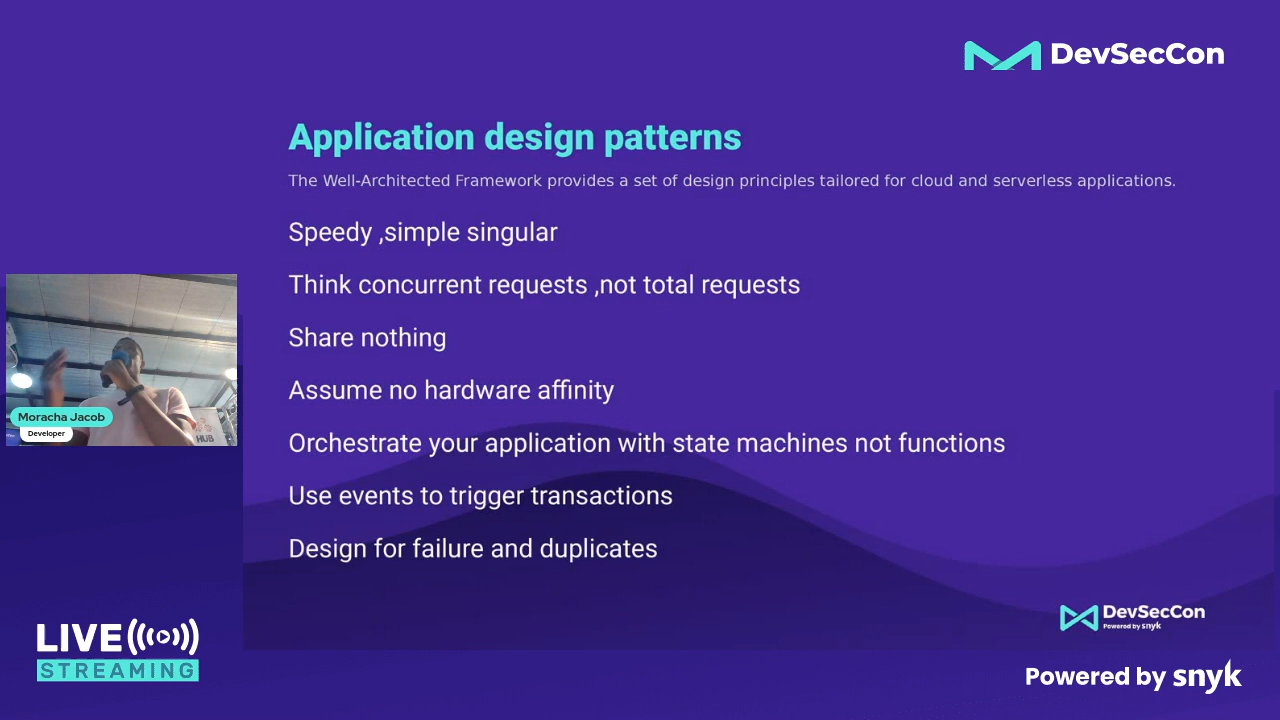 DevSecCon
Application design patterns
The Well-Architected Framework provides a set of design principles tailored for cloud and serverless applications.
Speedy ,simple singular
Think concurrent requests ,not total requests
Share nothing
Assume no hardware affinity
Orchestrate your application with state machines not functions
Use events to trigger transactions
Design for failure and duplicates
Moracha Jacob
Developer
HUB
DevSecCon
Powered by snyk
LIVE
STREAMING
Powered by snyk